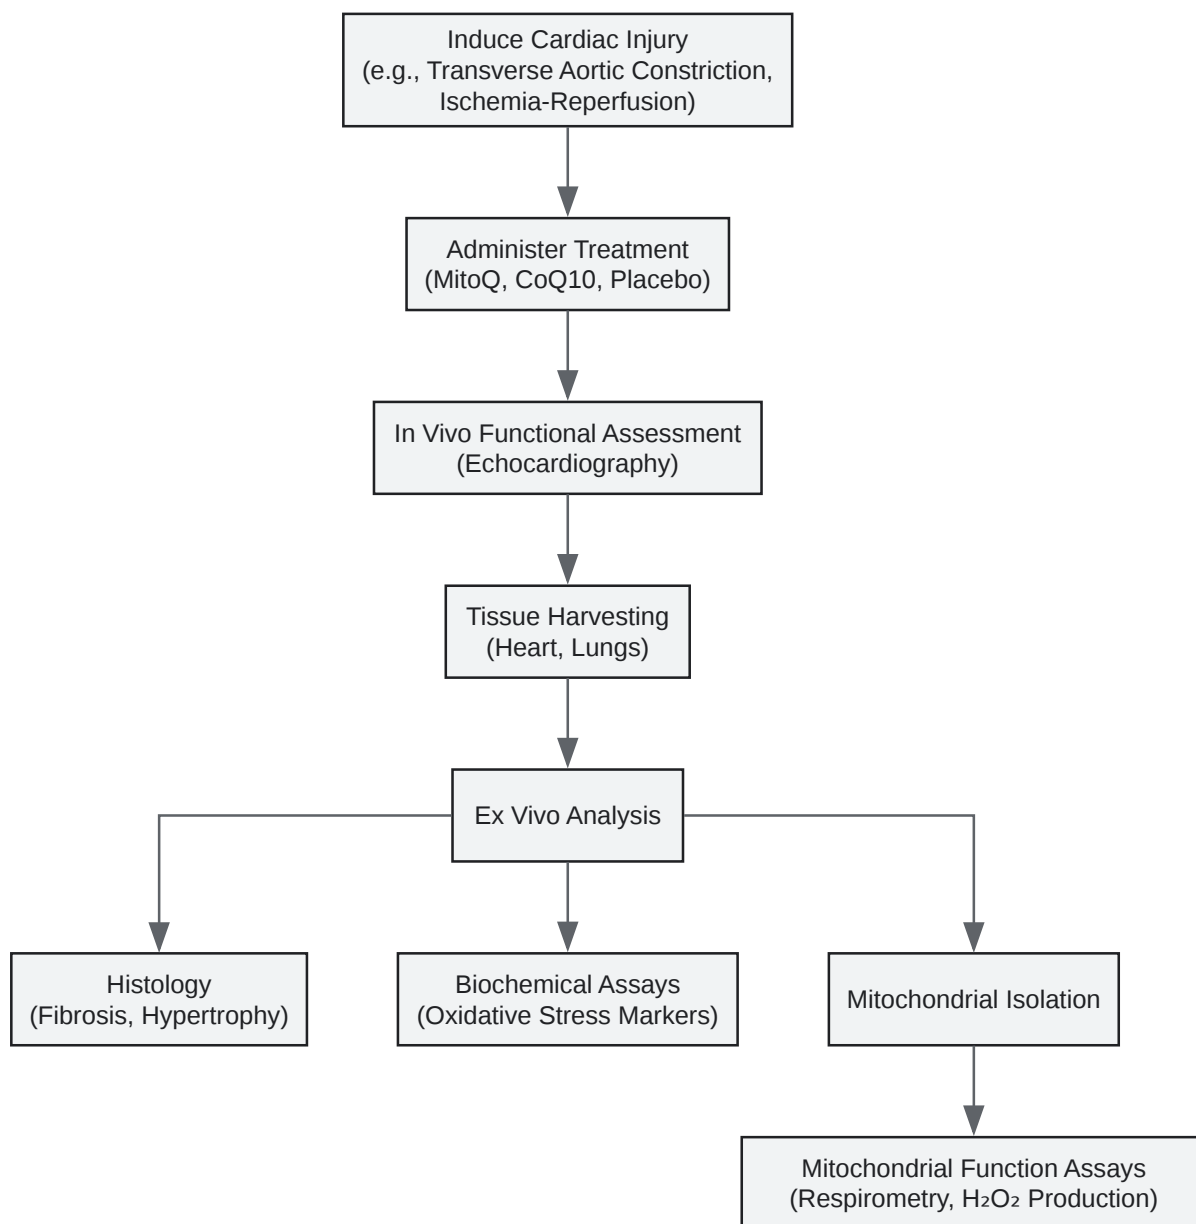 Induce Cardiac Injury
(e.g., Transverse Aortic Constriction,
Ischemia-Reperfusion)
Administer Treatment
(MitoQ, CoQ10, Placebo)
In Vivo Functional Assessment
(Echocardiography)
Tissue Harvesting
(Heart, Lungs)
Ex Vivo Analysis
Histology
(Fibrosis, Hypertrophy)
Biochemical Assays
(Oxidative Stress Markers)
Mitochondrial Isolation
Mitochondrial Function Assays
(Respirometry, H₂O₂ Production)